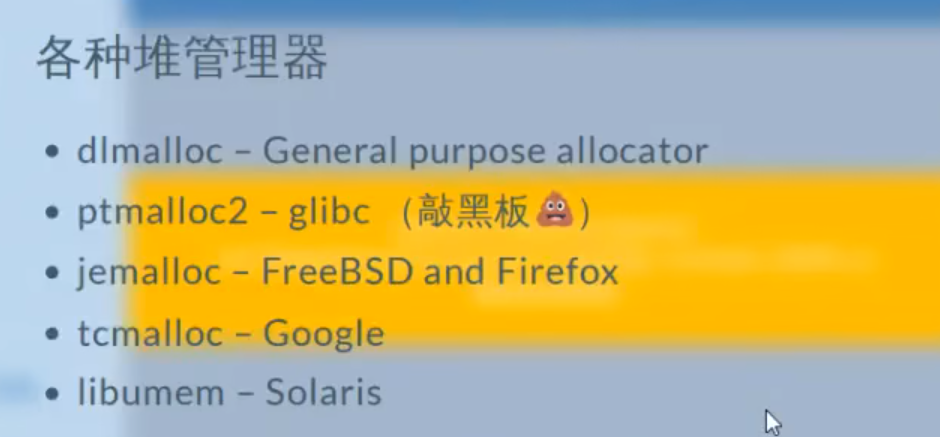 各种堆管理器
• dlmalloc – General purpose allocator
• ptmalloc2 – glibc （敲黑板💩）
• jemalloc – FreeBSD and Firefox
• tcmalloc – Google
• libumem – Solaris